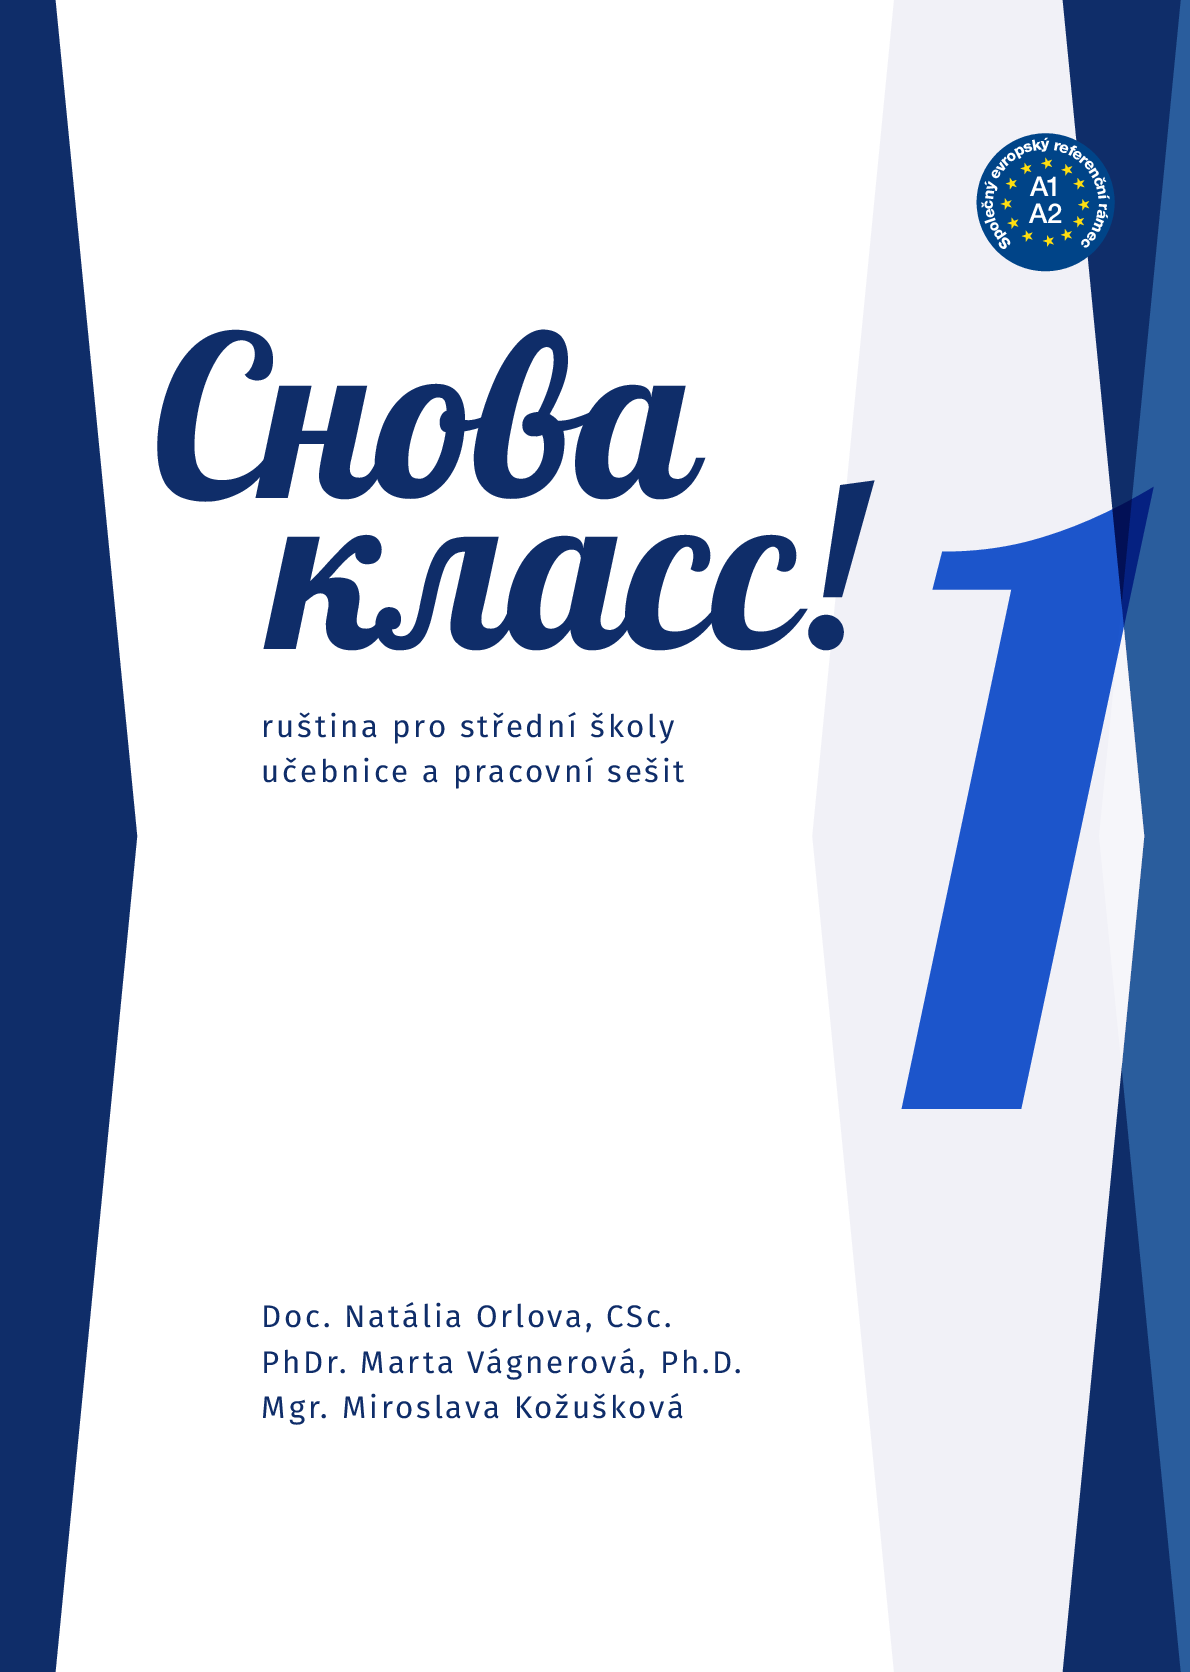 Společný evropský referenční rámec
A1
A2
Снова
класс!
1
ruština pro střední školy
učebnice a pracovní sešit
Doc. Natália Orlova, CSc.
PhDr. Marta Vágnerová, Ph.D.
Mgr. Miroslava Kožušková